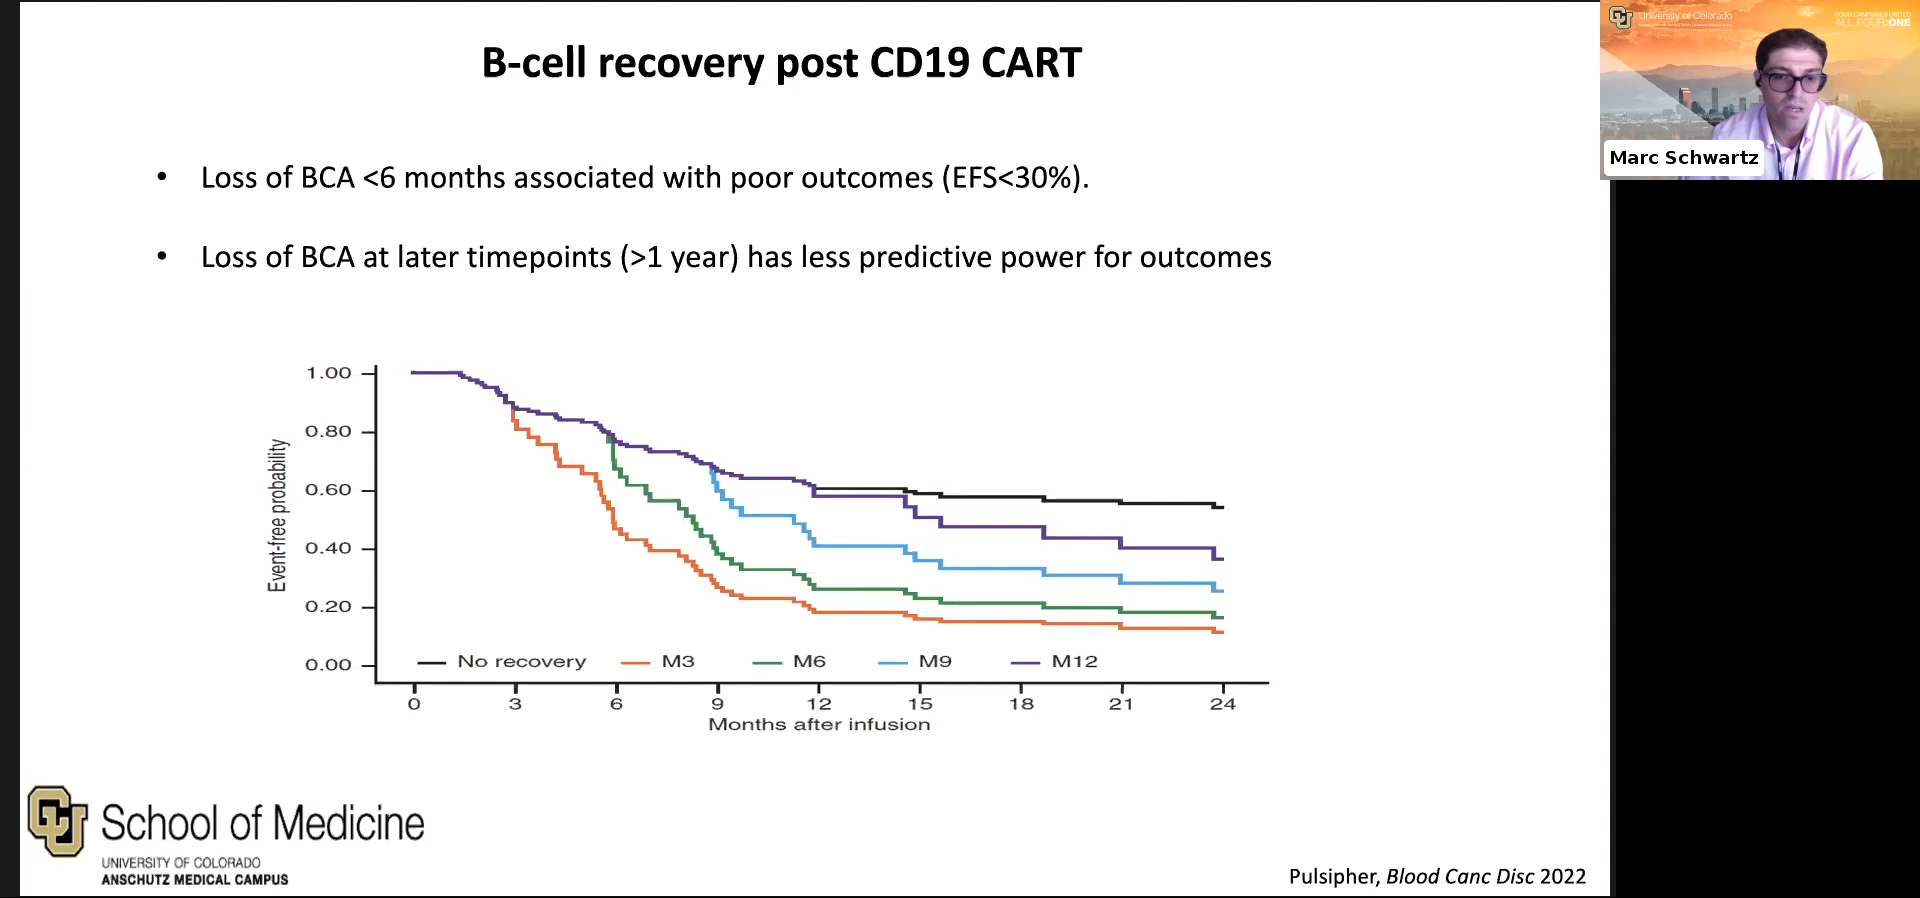 B-cell recovery post CD19 CART
• Loss of BCA <6 months associated with poor outcomes (EFS<30%).
• Loss of BCA at later timepoints (>1 year) has less predictive power for outcomes
Event-free probability
1.00
0.80
0.60
0.40
0.20
0.00
No recovery M3 M6 M9 M12
0 3 6 9 12 15 18 21 24
Months after infusion
CU School of Medicine
UNIVERSITY OF COLORADO
ANSCHUTZ MEDICAL CAMPUS
Pulsipher, Blood Canc Disc 2022
University of Colorado
ALL FOUR:ONE
Marc Schwartz